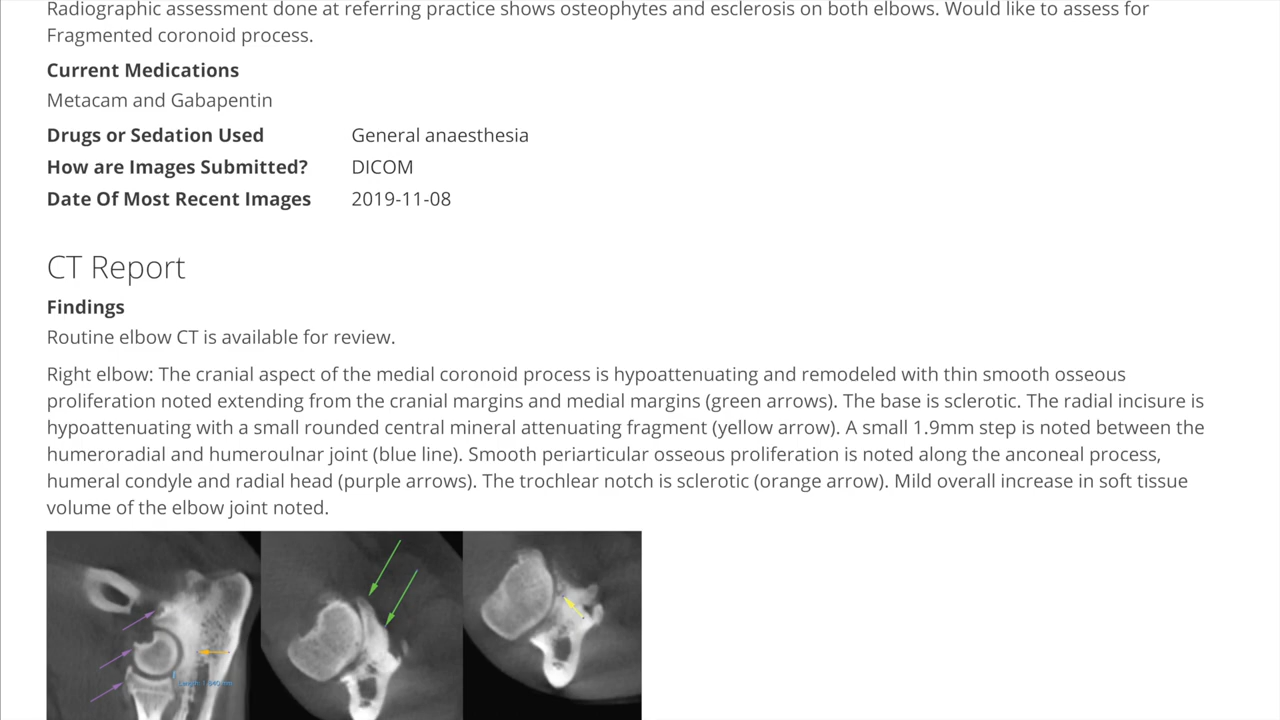 Radiographic assessment done at referring practice shows osteophytes and esclerosis on both elbows. Would like to assess for
Fragmented coronoid process.
Current Medications
Metacam and Gabapentin
Drugs or Sedation Used General anaesthesia
How are Images Submitted? DICOM
Date Of Most Recent Images 2019-11-08
CT Report
Findings
Routine elbow CT is available for review.
Right elbow: The cranial aspect of the medial coronoid process is hypoattenuating and remodeled with thin smooth osseous
proliferation noted extending from the cranial margins and medial margins (green arrows). The base is sclerotic. The radial incisure is
hypoattenuating with a small rounded central mineral attenuating fragment (yellow arrow). A small 1.9mm step is noted between the
humeroradial and humeroulnar joint (blue line). Smooth periarticular osseous proliferation is noted along the anconeal process,
humeral condyle and radial head (purple arrows). The trochlear notch is sclerotic (orange arrow). Mild overall increase in soft tissue
volume of the elbow joint noted.